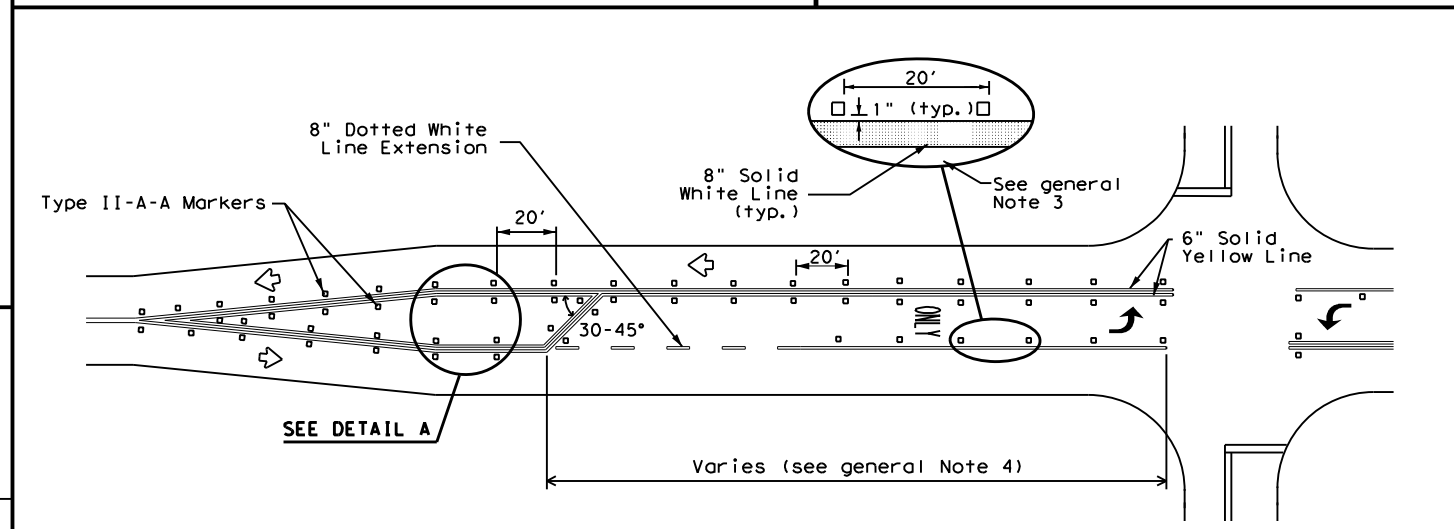 20'
1" (typ.)
8" Dotted White
Line Extension
8" Solid
White Line
(typ.)
See general
Note 3
Type II-A-A Markers
20'
20'
6" Solid
Yellow Line
ONLY
30-45°
SEE DETAIL A
Varies (see general Note 4)